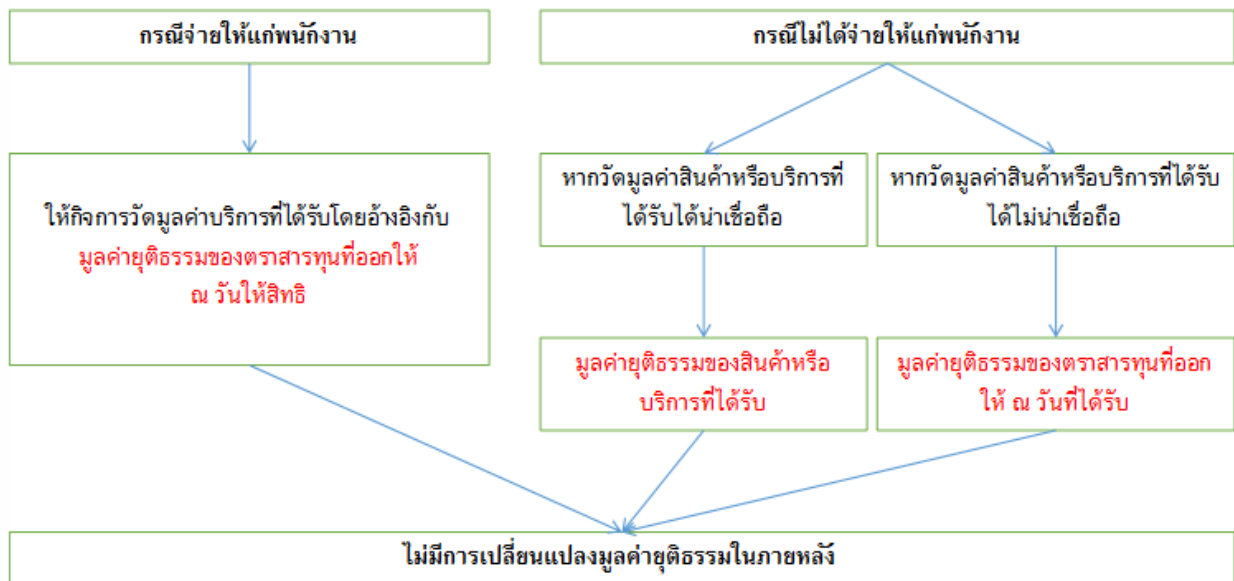 กรณีจ่ายให้แก่พนักงาน
กรณีไม่ได้จ่ายให้แก่พนักงาน
ให้กิจการวัดมูลค่าบริการที่ได้รับโดยอ้างอิงกับ
มูลค่ายุติธรรมของตราสารทุนที่ออกให้
ณ วันให้สิทธิ
หากวัดมูลค่าสินค้าหรือบริการที่
ได้รับได้น่าเชื่อถือ
หากวัดมูลค่าสินค้าหรือบริการที่ได้รับ
ได้ไม่น่าเชื่อถือ
มูลค่ายุติธรรมของสินค้าหรือ
บริการที่ได้รับ
มูลค่ายุติธรรมของตราสารทุนที่ออก
ให้ ณ วันที่ได้รับ
ไม่มีการเปลี่ยนแปลงมูลค่ายุติธรรมในภายหลัง